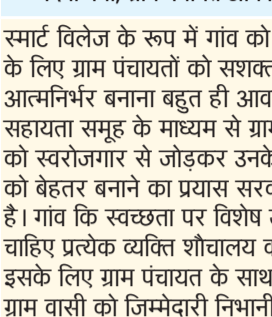 स्मार्ट विलेज के रूप में गांव को
के लिए ग्राम पंचायतों को सशक्त
आत्मनिर्भर बनाना बहुत ही आव
सहायता समूह के माध्यम से ग्रा
को स्वरोजगार से जोड़कर उनके
को बेहतर बनाने का प्रयास सर
है। गांव कि स्वच्छता पर विशेष
चाहिए प्रत्येक व्यक्ति शौचालय
इसके लिए ग्राम पंचायत के साथ
ग्राम वासी को जिम्मेदारी निभानी